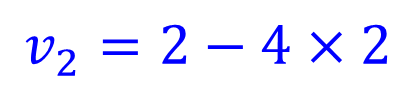 v₂ = 2 − 4 × 2